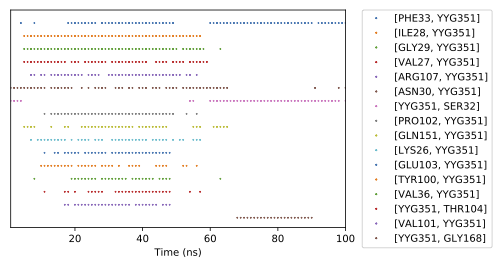 20
40
60
80
100
Time (ns)
[PHE33, YYG351]
[ILE28, YYG351]
[GLY29, YYG351]
[VAL27, YYG351]
[ARG107, YYG351]
[ASN30, YYG351]
[YYG351, SER32]
[PRO102, YYG351]
[GLN151, YYG351]
[LYS26, YYG351]
[GLU103, YYG351]
[TYR100, YYG351]
[VAL36, YYG351]
[YYG351, THR104]
[VAL101, YYG351]
[YYG351, GLY168]